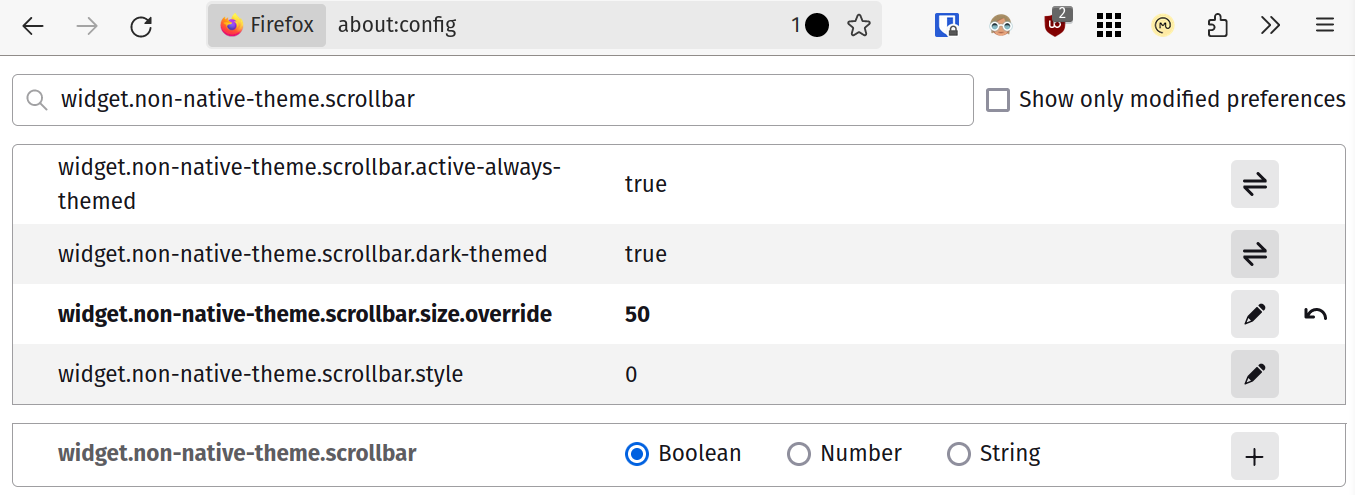 Firefox about:config 1 2
widget.non-native-theme.scrollbar Show only modified preferences
widget.non-native-theme.scrollbar.active-always-
themed true
widget.non-native-theme.scrollbar.dark-themed true
widget.non-native-theme.scrollbar.size.override 50
widget.non-native-theme.scrollbar.style 0
widget.non-native-theme.scrollbar Boolean Number String